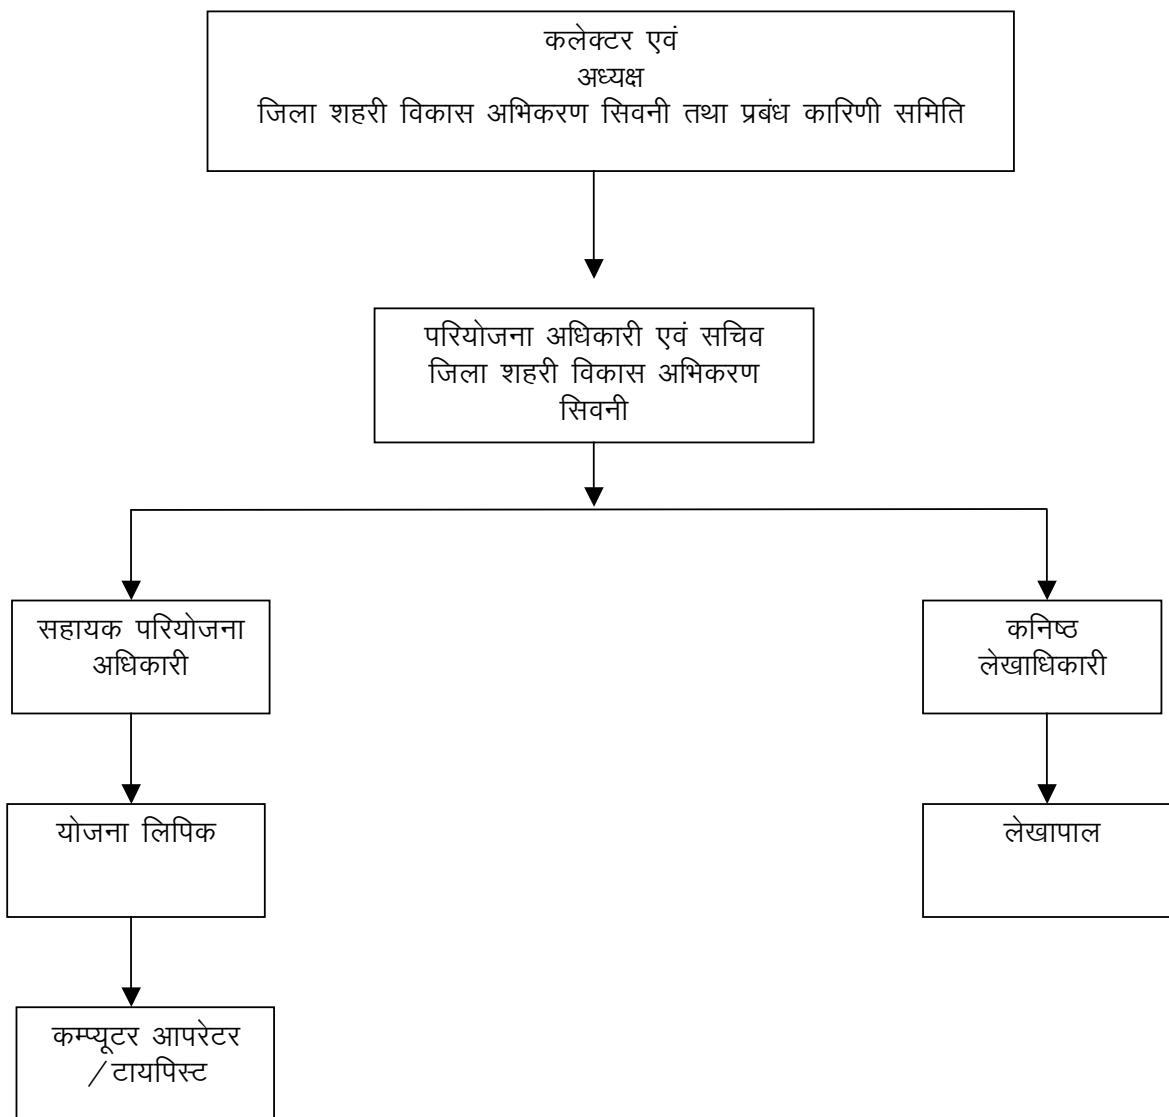 कलेक्टर एवं
अध्यक्ष
जिला शहरी विकास अभिकरण सिवनी तथा प्रबंध कारिणी समिति
परियोजना अधिकारी एवं सचिव
जिला शहरी विकास अभिकरण
सिवनी
सहायक परियोजना
अधिकारी
कनिष्ठ
लेखाधिकारी
योजना लिपिक
लेखापाल
कम्प्यूटर आपरेटर
/टायपिस्ट